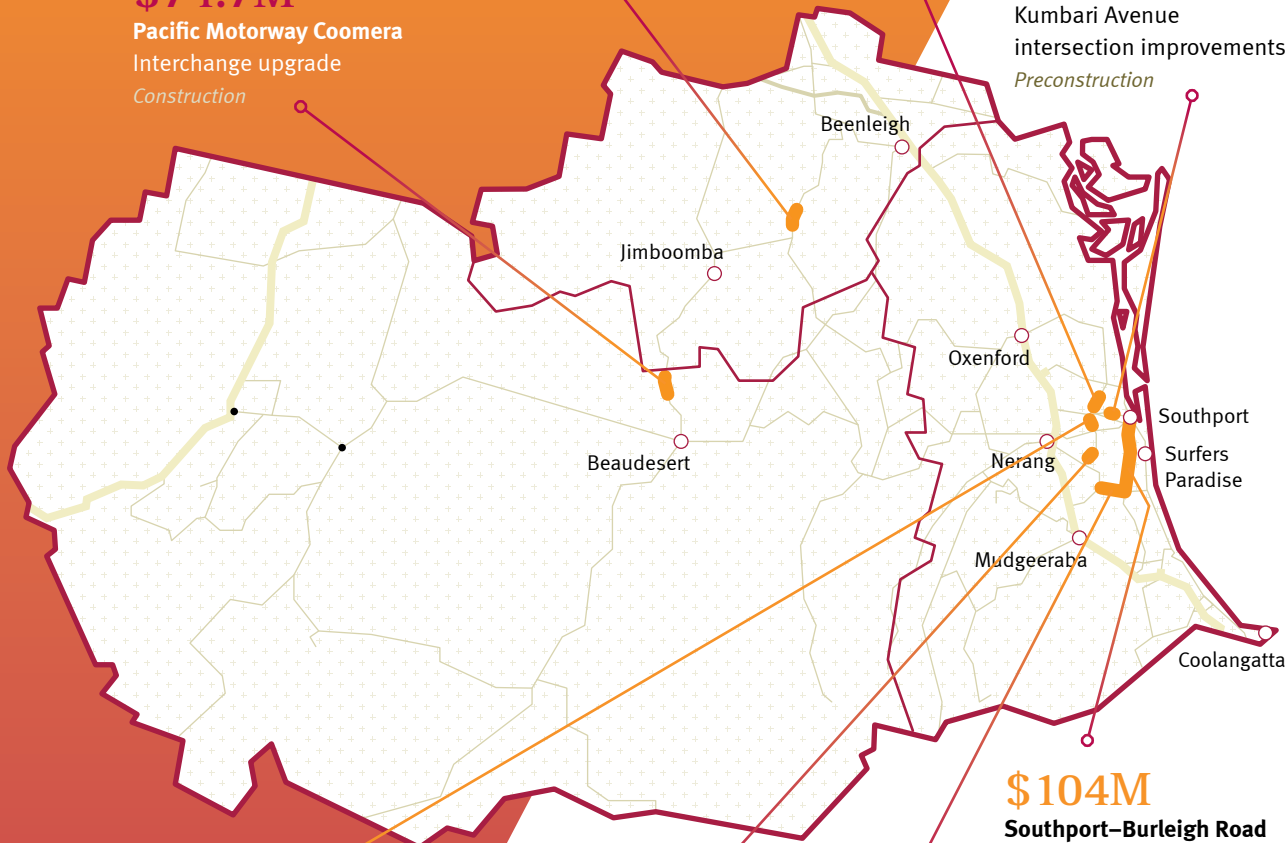 Pacific Motorway Coomera
Interchange upgrade
Construction
Kumbari Avenue
intersection improvements
Preconstruction
Beenleigh
Jimboomba
Oxenford
Southport
Surfers
Paradise
Nerang
Beaudesert
Mudgeeraba
Coolangatta
$104M
Southport–Burleigh Road